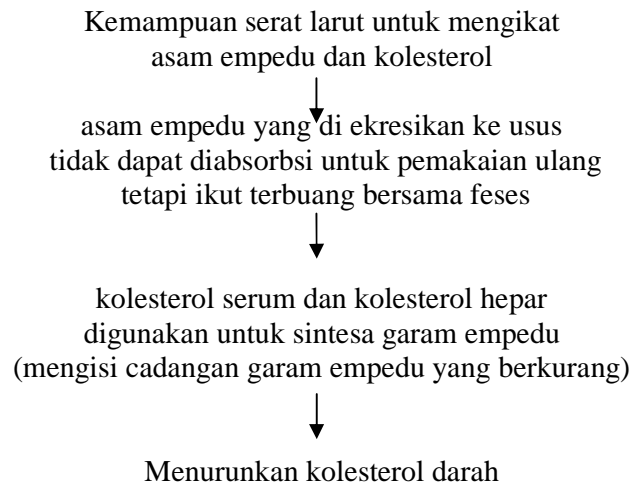 Kemampuan serat larut untuk mengikat
asam empedu dan kolesterol
asam empedu yang di ekresikan ke usus
tidak dapat diabsorbsi untuk pemakaian ulang
tetapi ikut terbuang bersama feses
kolesterol serum dan kolesterol hepar
digunakan untuk sintesa garam empedu
(mengisi cadangan garam empedu yang berkurang)
Menurunkan kolesterol darah